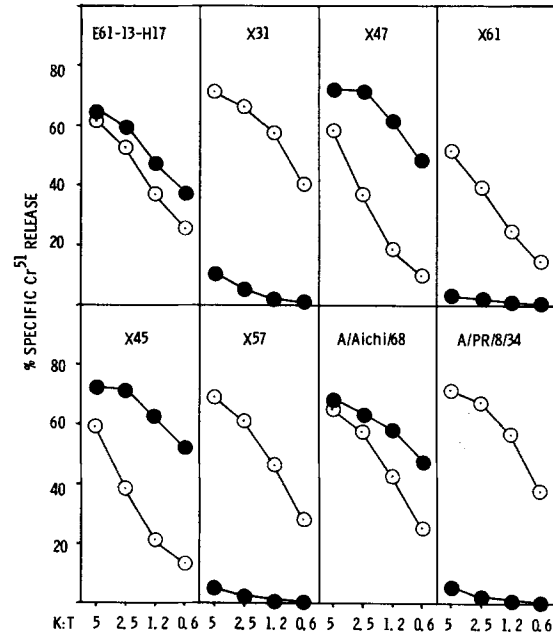 E61-13-H17 X31 X47 X61
80
60
40
20
% SPECIFIC Cr51 RELEASE
X45 X57 A/Aichi/68 A/PR/8/34
80
60
40
20
K:T 5 2,5 1,2 0,6 5 2,5 1,2 0,6 5 2,5 1,2 0,6 5 2,5 1,2 0,6